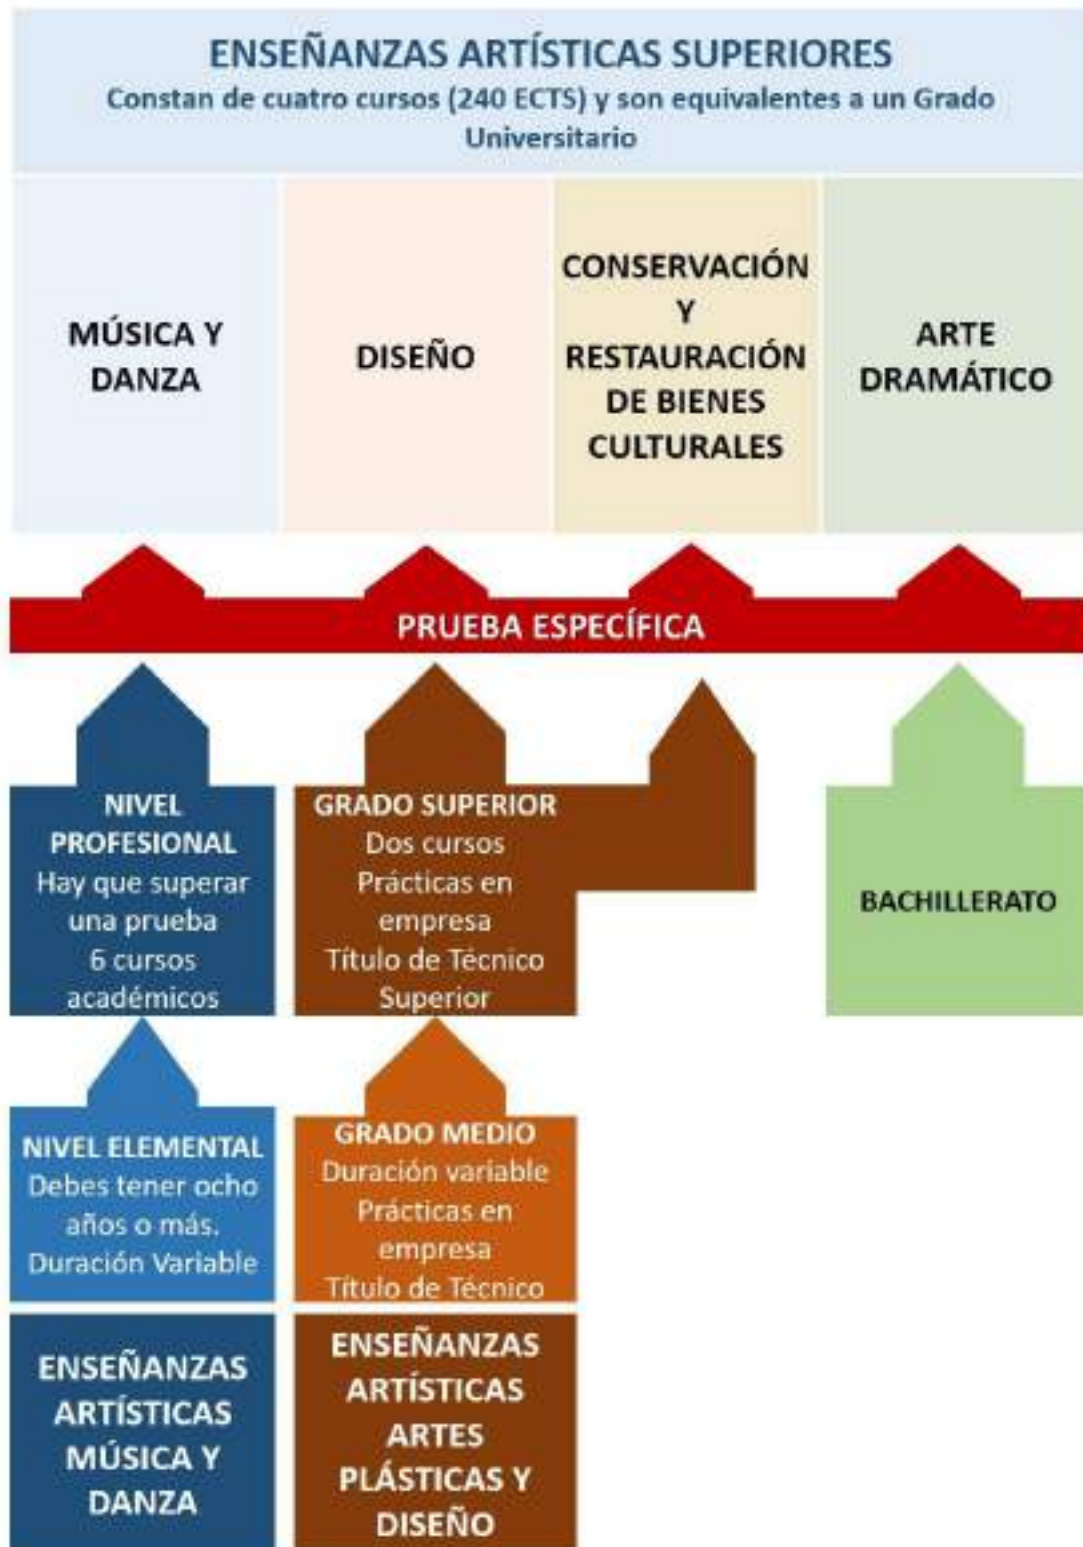 ENSEÑANZAS ARTÍSTICAS SUPERIORES
Constan de cuatro cursos (240 ECTS) y son equivalentes a un Grado
Universitario
MÚSICA Y
DANZA
DISEÑO
CONSERVACIÓN
Y
RESTAURACIÓN
DE BIENES
CULTURALES
ARTE
DRAMÁTICO
PRUEBA ESPECÍFICA
NIVEL
PROFESIONAL
Hay que superar
una prueba
6 cursos
académicos
GRADO SUPERIOR
Dos cursos
Prácticas en
empresa
Título de Técnico
Superior
BACHILLERATO
NIVEL ELEMENTAL
Debes tener ocho
años o más.
Duración Variable
GRADO MEDIO
Duración variable
Prácticas en
empresa
Título de Técnico
ENSEÑANZAS
ARTÍSTICAS
MÚSICA Y
DANZA
ENSEÑANZAS
ARTÍSTICAS
ARTES
PLÁSTICAS Y
DISEÑO